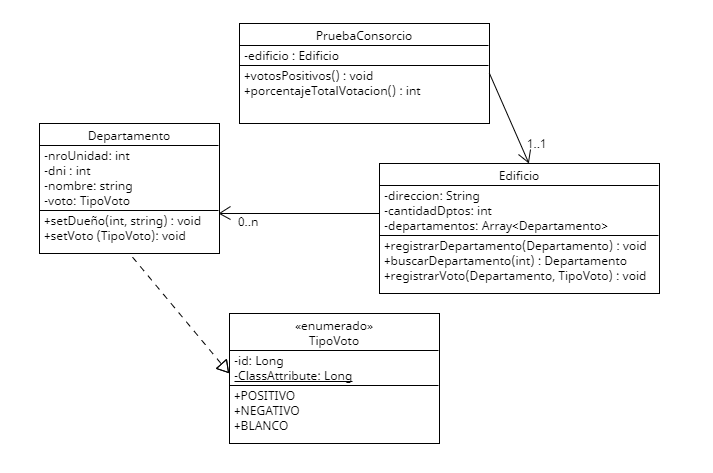 PruebaConsorcio
-edificio : Edificio
+votosPositivos() : void
+porcentajeTotalVotacion() : int
1..1
Departamento
-nroUnidad: int
-dni : int
-nombre: string
-voto: TipoVoto
+setDueño(int, string) : void
+setVoto (TipoVoto): void
0..n
Edificio
-direccion: String
-cantidadDptos: int
-departamentos: Array<Departamento>
+registrarDepartamento(Departamento) : void
+buscarDepartamento(int) : Departamento
+registrarVoto(Departamento, TipoVoto) : void
«enumerado»
TipoVoto
-id: Long
-ClassAttribute: Long
+POSITIVO
+NEGATIVO
+BLANCO